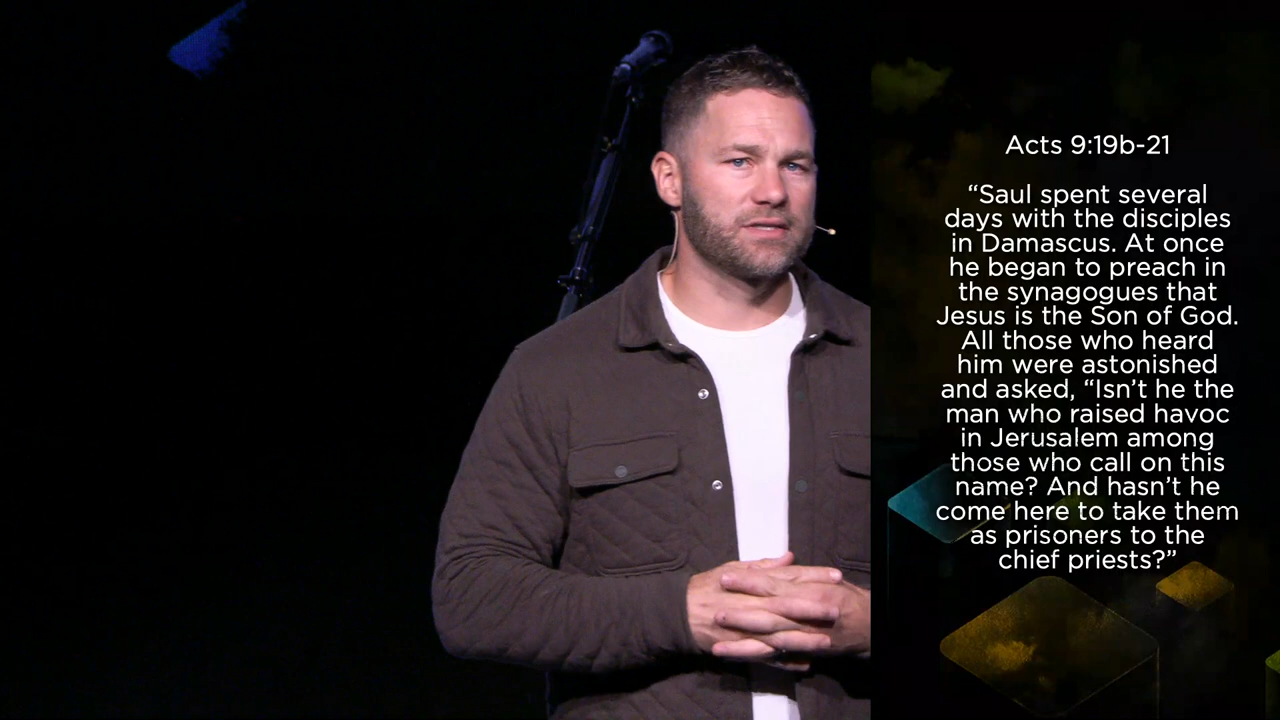 Acts 9:19b-21
“Saul spent several
days with the disciples
in Damascus. At once
he began to preach in
the synagogues that
Jesus is the Son of God.
All those who heard
him were astonished
and asked, “Isn’t he the
man who raised havoc
in Jerusalem among
those who call on this
name? And hasn’t he
come here to take them
as prisoners to the
chief priests?”